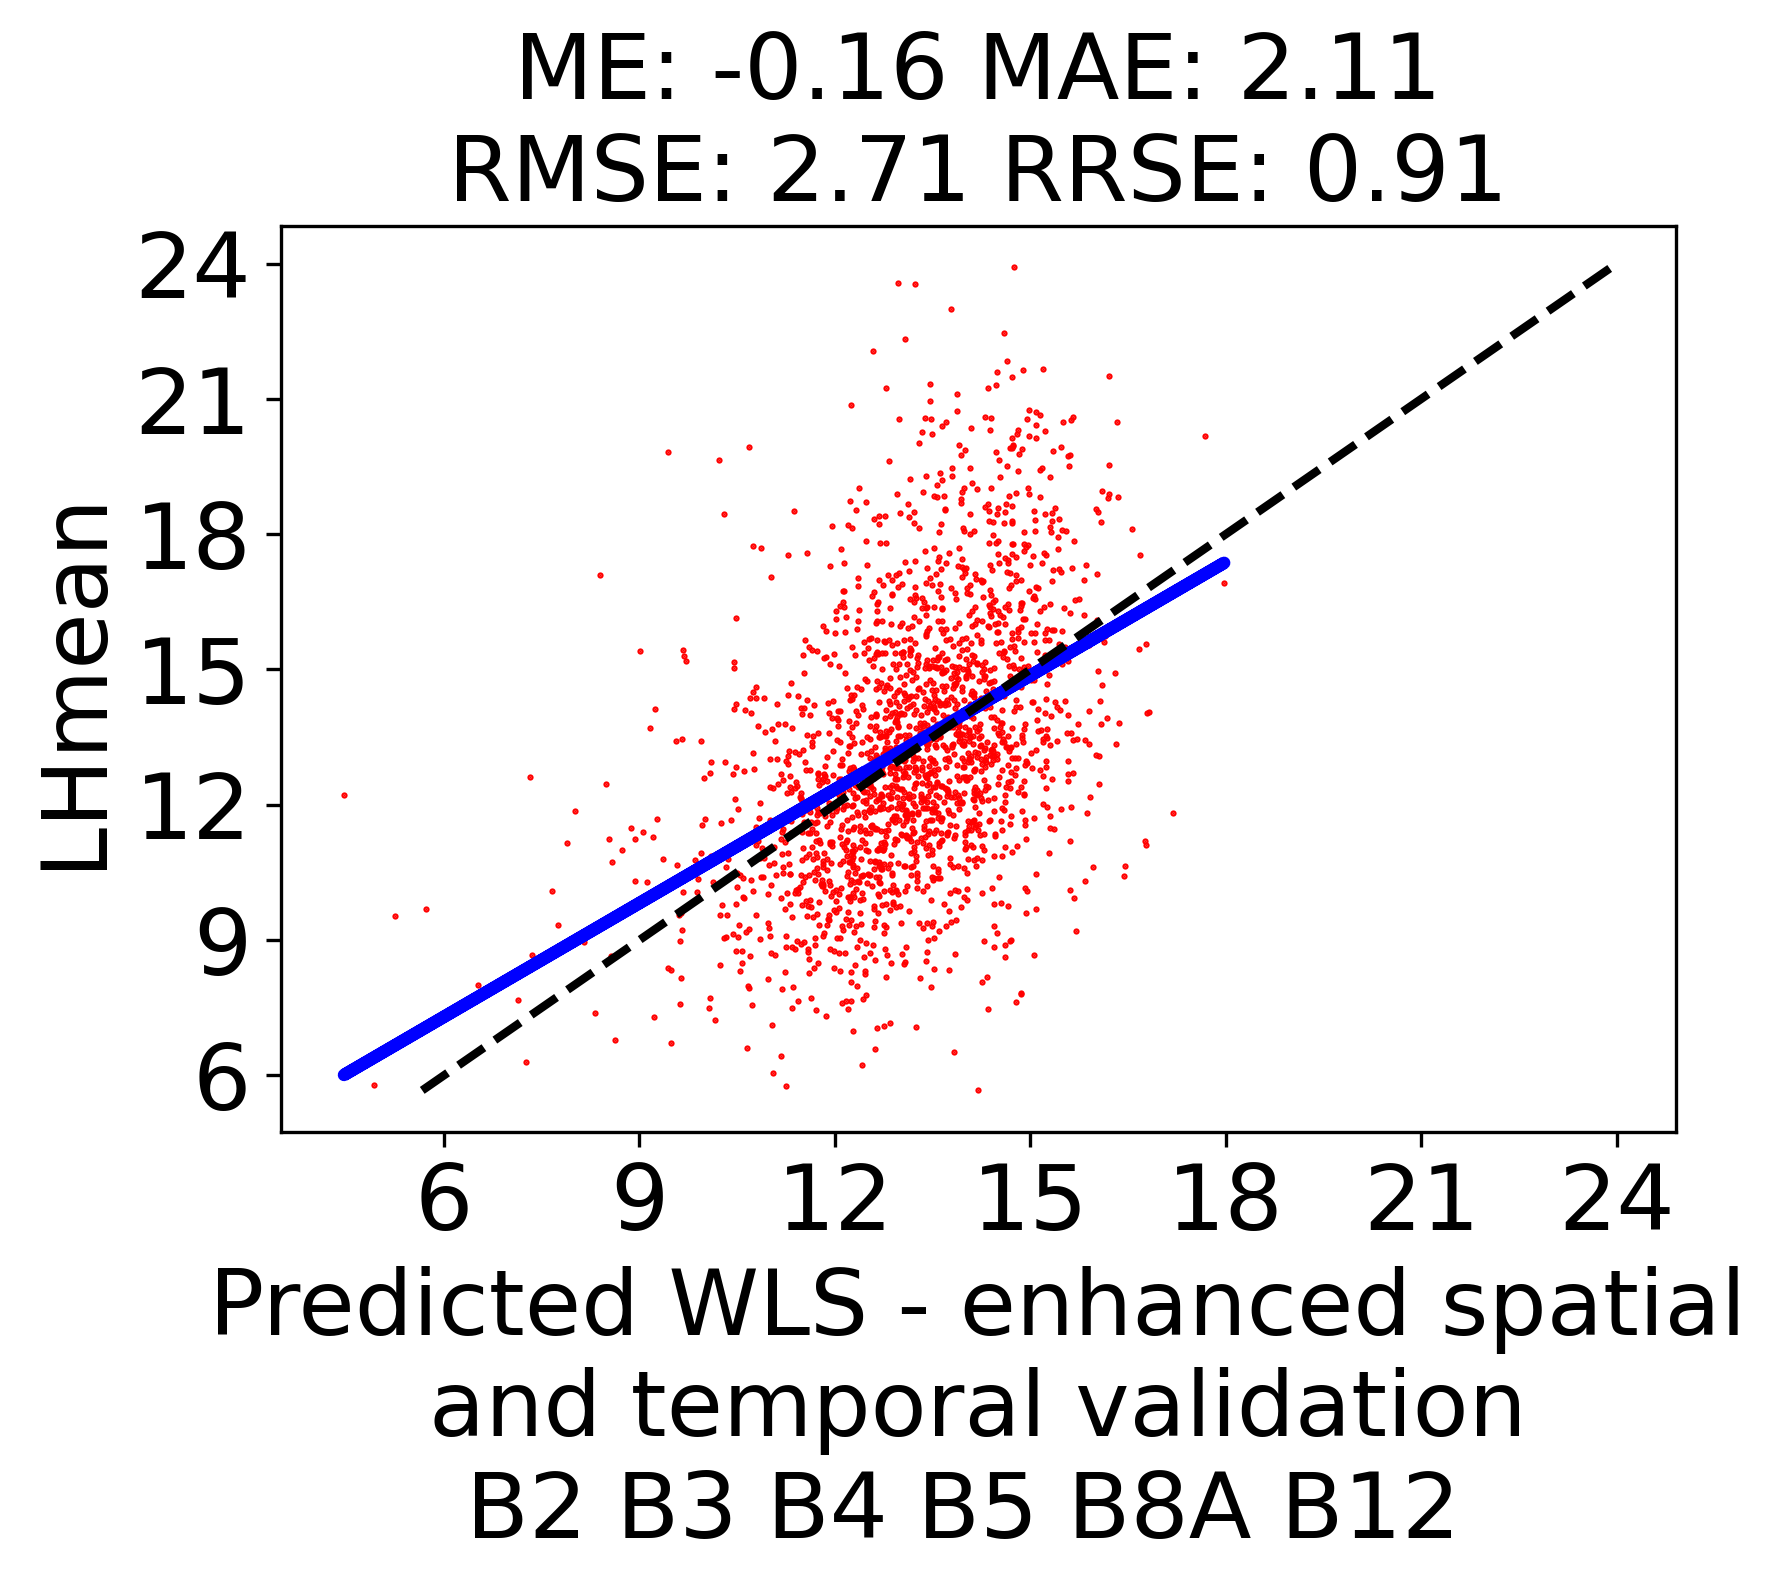 ME: -0.16 MAE: 2.11
RMSE: 2.71 RRSE: 0.91
24
21
18
15
12
9
6
LHmean
6 9 12 15 18 21 24
Predicted WLS - enhanced spatial
and temporal validation
B2 B3 B4 B5 B8A B12